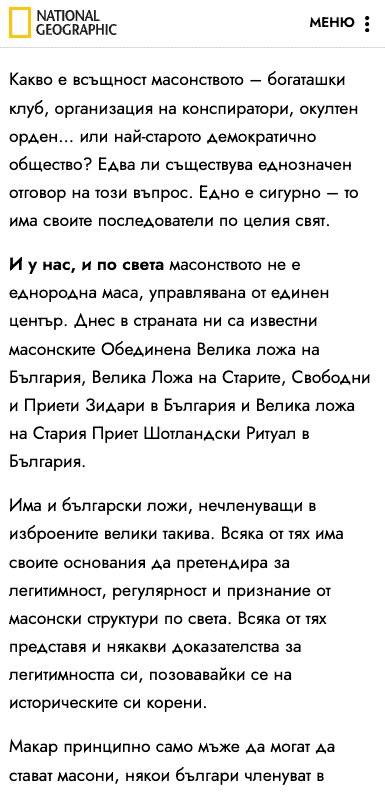 NATIONAL
GEOGRAPHIC
МЕНЮ
Какво е всъщност масонството – богаташки
клуб, организация на конспиратори, окултен
орден… или най-старото демократично
общество? Едва ли съществува еднозначен
отговор на този въпрос. Едно е сигурно – то
има своите последователи по целия свят.
И у нас, и по света масонството не е
еднородна маса, управлявана от единен
център. Днес в страната ни са известни
масонските Обединена Велика ложа на
България, Велика Ложа на Старите, Свободни
и Приети Зидари в България и Велика ложа
на Стария Приет Шотландски Ритуал в
България.
Има и български ложи, нечленуващи в
изброените велики такива. Всяка от тях има
своите основания да претендира за
легитимност, регулярност и признание от
масонски структури по света. Всяка от тях
представя и някакви доказателства за
легитимността си, позовавайки се на
историческите си корени.
Макар принципно само мъже да могат да
стават масони, някои българи членуват в